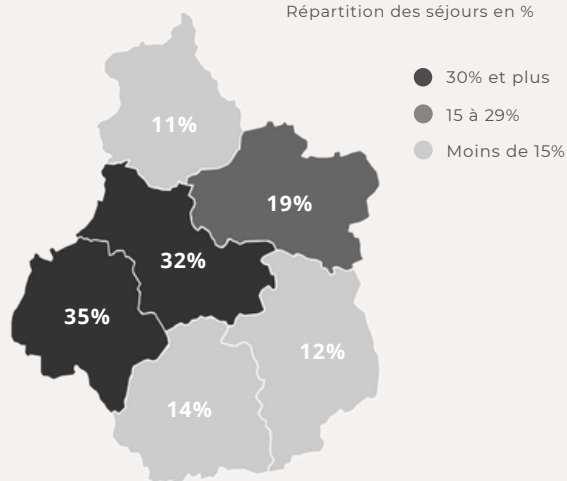 Répartition des séjours en %
30% et plus
15 à 29%
Moins de 15%
11%
19%
32%
35%
12%
14%